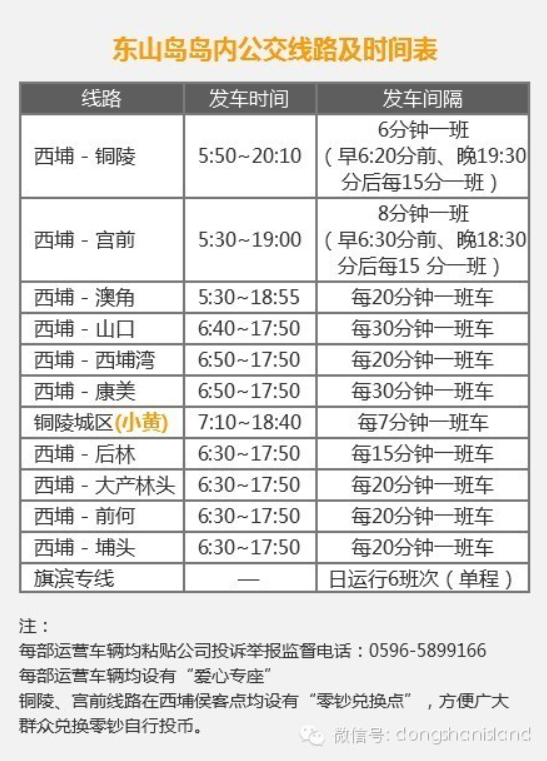 东山岛岛内公交线路及时间表
线路 发车时间 发车间隔
西埔 - 铜陵 5:50~20:10 6分钟一班
（早6:20分前、晚19:30
分后每15分一班）
西埔 - 宫前 5:30~19:00 8分钟一班
（早6:30分前、晚18:30
分后每15 分一班）
西埔 - 澳角 5:30~18:55 每20分钟一班车
西埔 - 山口 6:40~17:50 每30分钟一班车
西埔 - 西埔湾 6:50~17:50 每20分钟一班车
西埔 - 康美 6:50~17:50 每30分钟一班车
铜陵城区(小黄) 7:10~18:40 每7分钟一班车
西埔 - 后林 6:30~17:50 每15分钟一班车
西埔 - 大产林头 6:30~17:50 每20分钟一班车
西埔 - 前何 6:30~17:50 每20分钟一班车
西埔 - 埔头 6:30~17:50 每20分钟一班车
旗滨专线 — 日运行6班次（单程）
注：
每部运营车辆均粘贴公司投诉举报监督电话：0596-5899166
每部运营车辆均设有“爱心专座”
铜陵、宫前线路在西埔侯客点均设有“零钞兑换点”，方便广大
群众兑换零钞自行投币。
微信号: dongshanisland